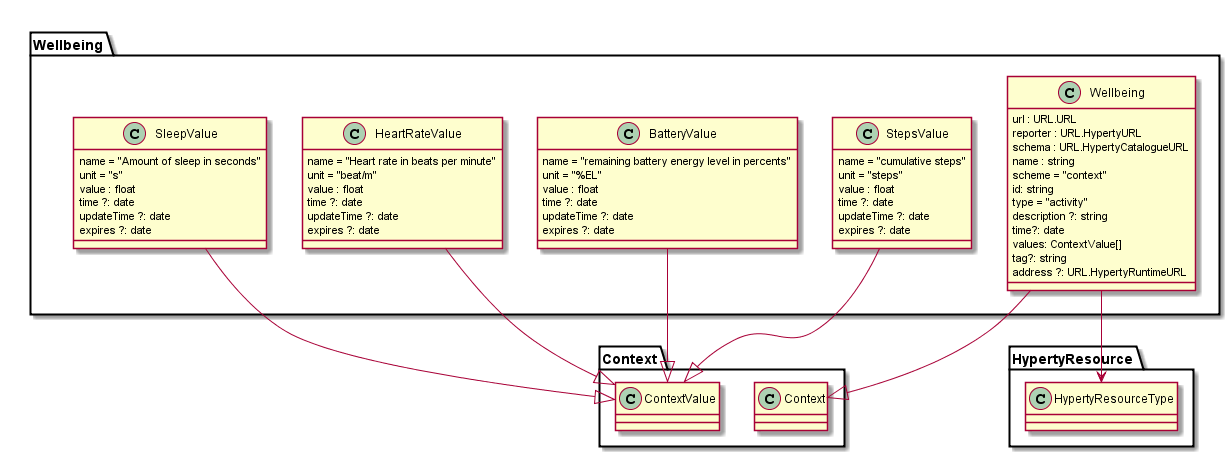 Wellbeing
C SleepValue
name = "Amount of sleep in seconds"
unit = "s"
value : float
time ?: date
updateTime ?: date
expires ?: date
C HeartRateValue
name = "Heart rate in beats per minute"
unit = "beat/m"
value : float
time ?: date
updateTime ?: date
expires ?: date
C BatteryValue
name = "remaining battery energy level in percents"
unit = "%EL"
value : float
time ?: date
updateTime ?: date
expires ?: date
C StepsValue
name = "cumulative steps"
unit = "steps"
value : float
time ?: date
updateTime ?: date
expires ?: date
C Wellbeing
url : URL.URL
reporter : URL.HypertyURL
schema : URL.HypertyCatalogueURL
name : string
scheme = "context"
id: string
type = "activity"
description ?: string
time?: date
values: ContextValue[]
tag?: string
address ?: URL.HypertyRuntimeURL
Context
C ContextValue
C Context
HypertyResource
C HypertyResourceType